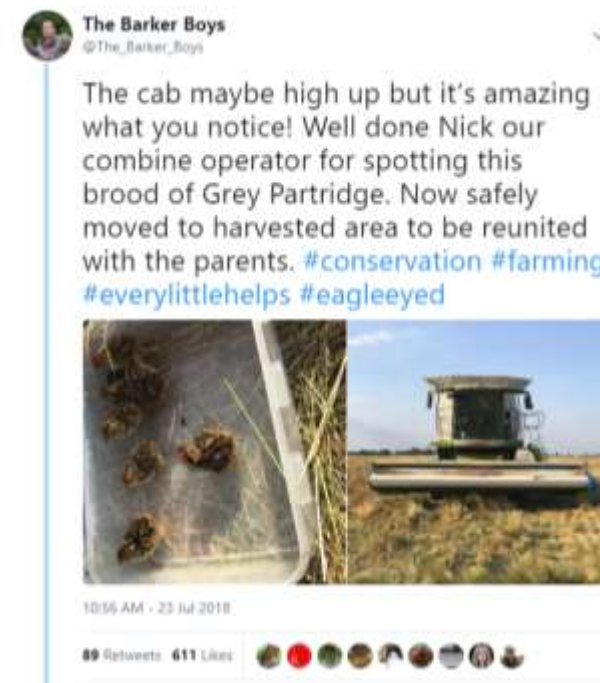 The Barker Boys
@The_Barker_Boys
The cab maybe high up but it's amazing
what you notice! Well done Nick our
combine operator for spotting this
brood of Grey Partridge. Now safely
moved to harvested area to be reunited
with the parents. #conservation #farming
#everylittlehelps #eagleeyed
10:56 AM - 23 Jul 2018
89 Retweets 611 Likes